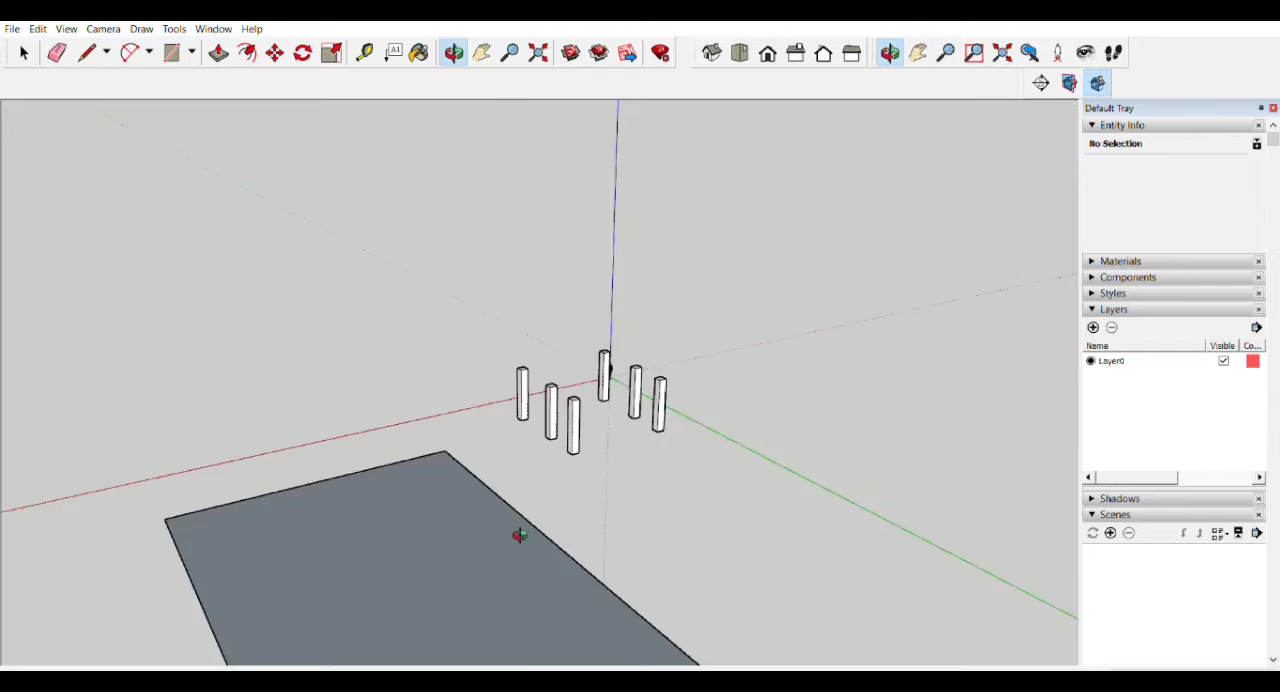 File Edit View Camera Draw Tools Window Help
A1
Default Tray
Entity Info
No Selection
Materials
Components
Styles
Layers
Name Visible Co...
Layer0
Shadows
Scenes